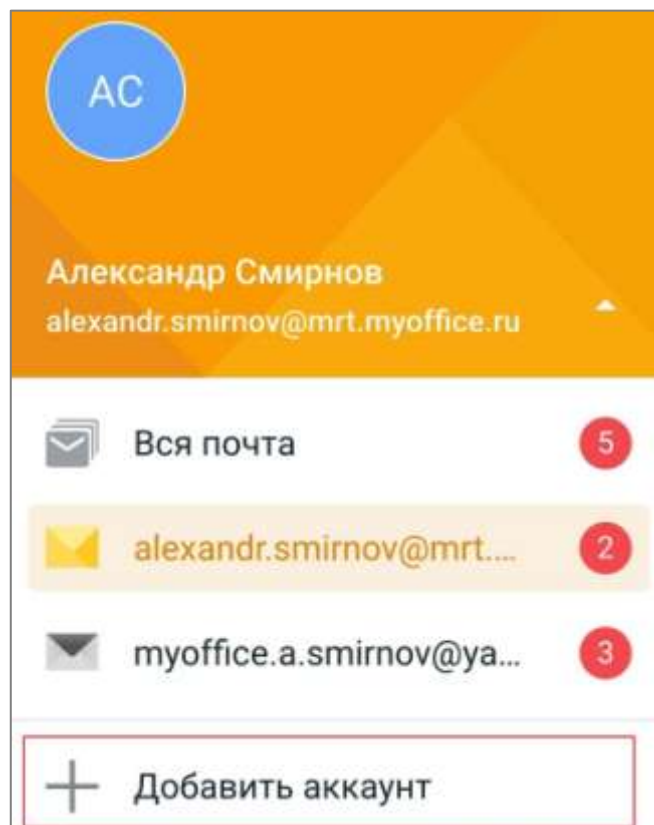 АС
Александр Смирнов
alexandr.smirnov@mrt.myoffice.ru
Вся почта 5
alexandr.smirnov@mrt.... 2
myoffice.a.smirnov@ya... 3
Добавить аккаунт